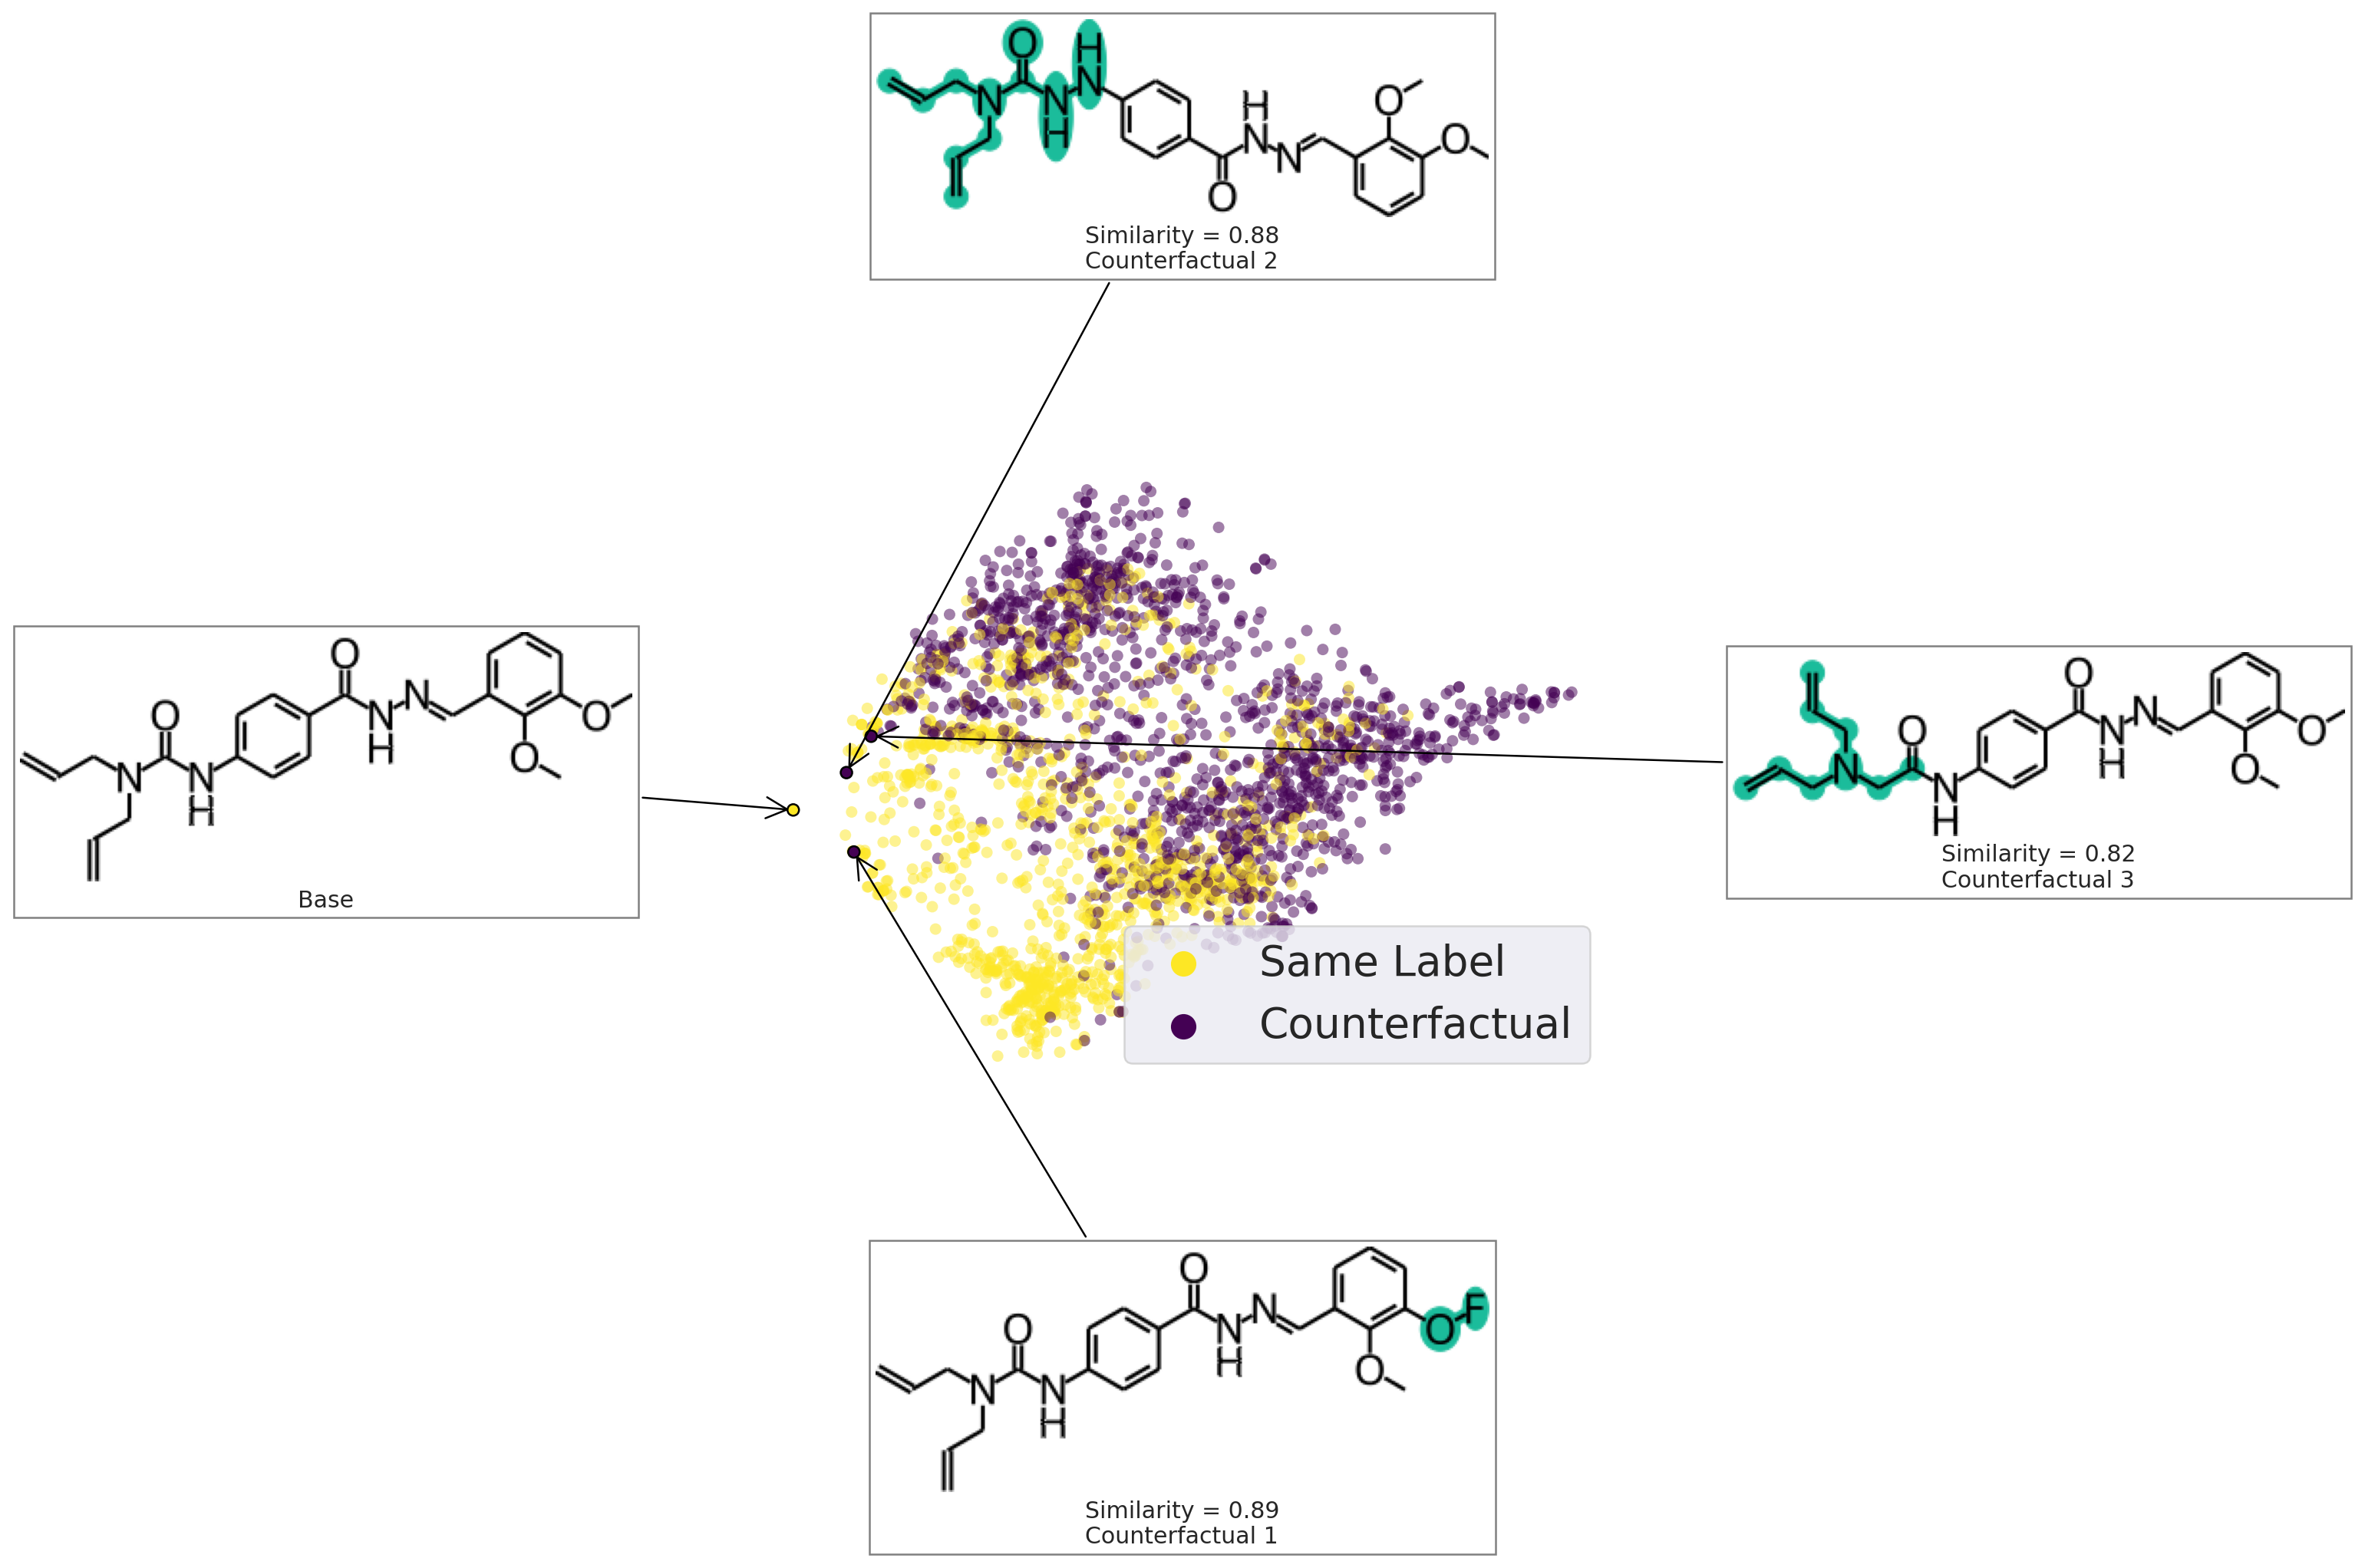 O
N
H
N
H
N
H
N
N
O
O
O
Similarity = 0.88
Counterfactual 2
N
O
N
H
O
N
H
N
O
O
Base
N
O
N
H
O
N
H
N
O
O
Similarity = 0.82
Counterfactual 3
Same Label
Counterfactual
N
O
N
H
O
N
H
N
O
F
O
Similarity = 0.89
Counterfactual 1